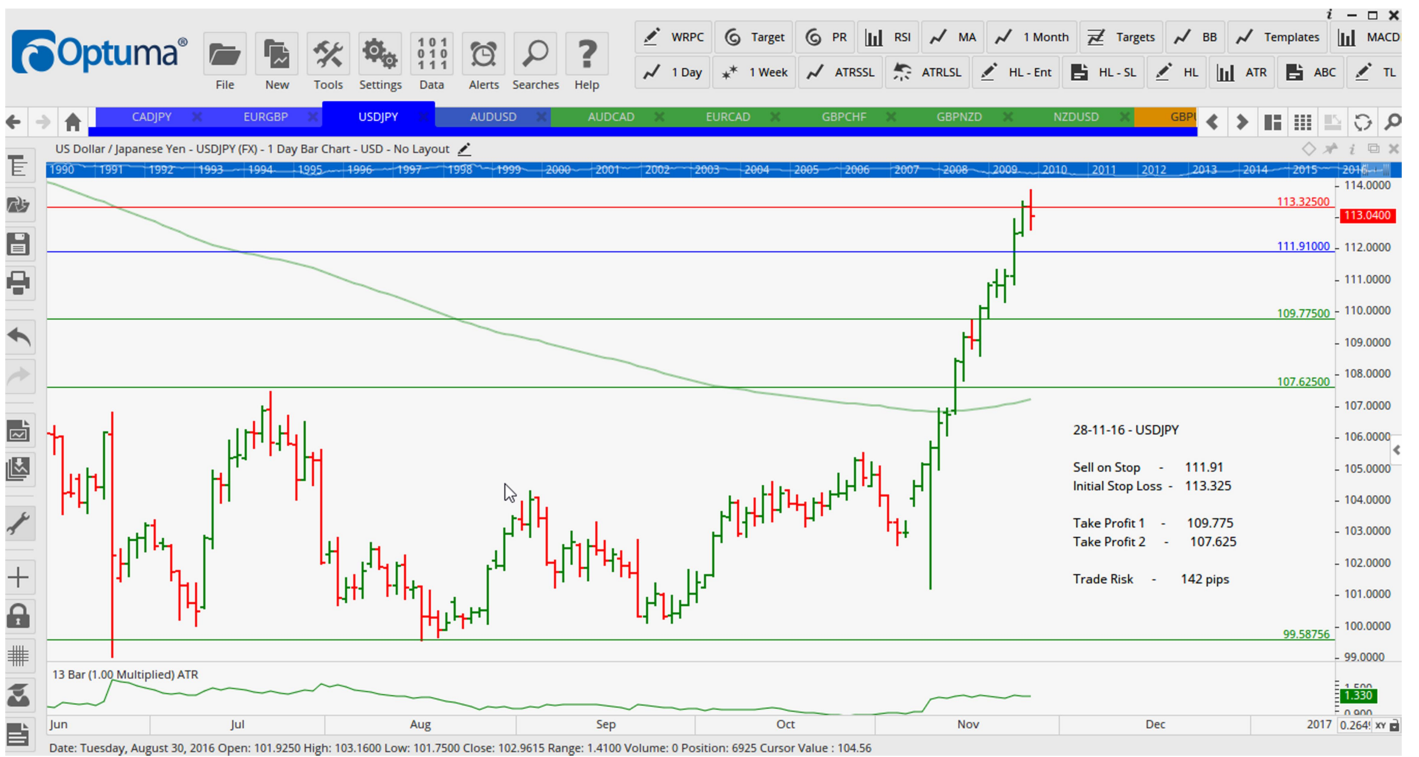 i
Optuma®
File New Tools Settings Data Alerts Searches Help
101
010
111
WRPC Target PR RSI MA 1 Month Targets BB Templates MACD
1 Day 1 Week ATRSSL ATRLSL HL - Ent HL - SL HL ATR ABC TL
CADJPY EURGBP USDJPY AUDUSD AUDCAD EURCAD GBPCHF GBPNZD NZDUSD
US Dollar / Japanese Yen - USDJPY (FX) - 1 Day Bar Chart - USD - No Layout
1990 1991 1992 1993 1994 1995 1996 1997 1998 1999 2000 2001 2002 2003 2004 2005 2006 2007 2008 2009 2010 2011 2012 2013 2014 2015 2016
114.0000
113.32500
113.0400
111.91000
112.0000
111.0000
110.0000
109.77500
109.0000
108.0000
107.62500
107.0000
28-11-16 - USDJPY
106.0000
Sell on Stop - 111.91
105.0000
Initial Stop Loss - 113.325
104.0000
Take Profit 1 - 109.775
103.0000
Take Profit 2 - 107.625
102.0000
Trade Risk - 142 pips
101.0000
100.0000
99.58756
99.0000
13 Bar (1.00 Multiplied) ATR
1.500
1.330
0.900
Jun Jul Aug Sep Oct Nov Dec 2017 XY
Date: Tuesday, August 30, 2016 Open: 101.9250 High: 103.1600 Low: 101.7500 Close: 102.9615 Range: 1.4100 Volume: 0 Position: 6925 Cursor Value : 104.56